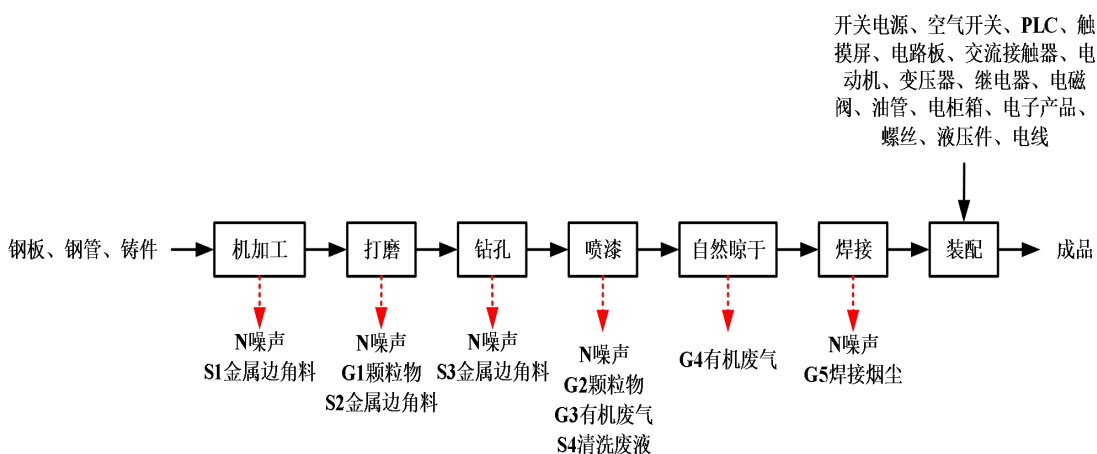 开关电源、空气开关、PLC、触
摸屏、电路板、交流接触器、电
动机、变压器、继电器、电磁
阀、油管、电柜箱、电子产品、
螺丝、液压件、电线
钢板、钢管、铸件
机加工
打磨
钻孔
喷漆
自然晾干
焊接
装配
成品
N噪声
S1金属边角料
N噪声
G1颗粒物
S2金属边角料
N噪声
S3金属边角料
N噪声
G2颗粒物
G3有机废气
S4清洗废液
G4有机废气
N噪声
G5焊接烟尘